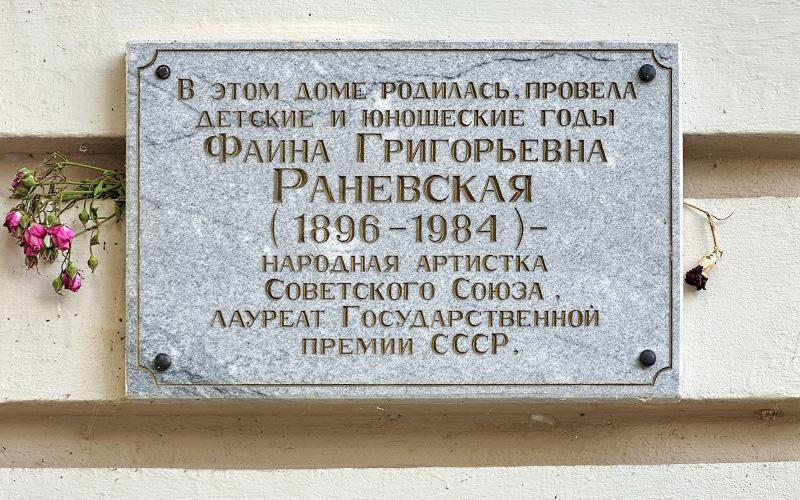 В этом доме родилась, провела
детские и юношеские годы
Фаина Григорьевна
Раневская
(1896-1984)-
народная артистка
Советского Союза,
лауреат Государственной
премии СССР.